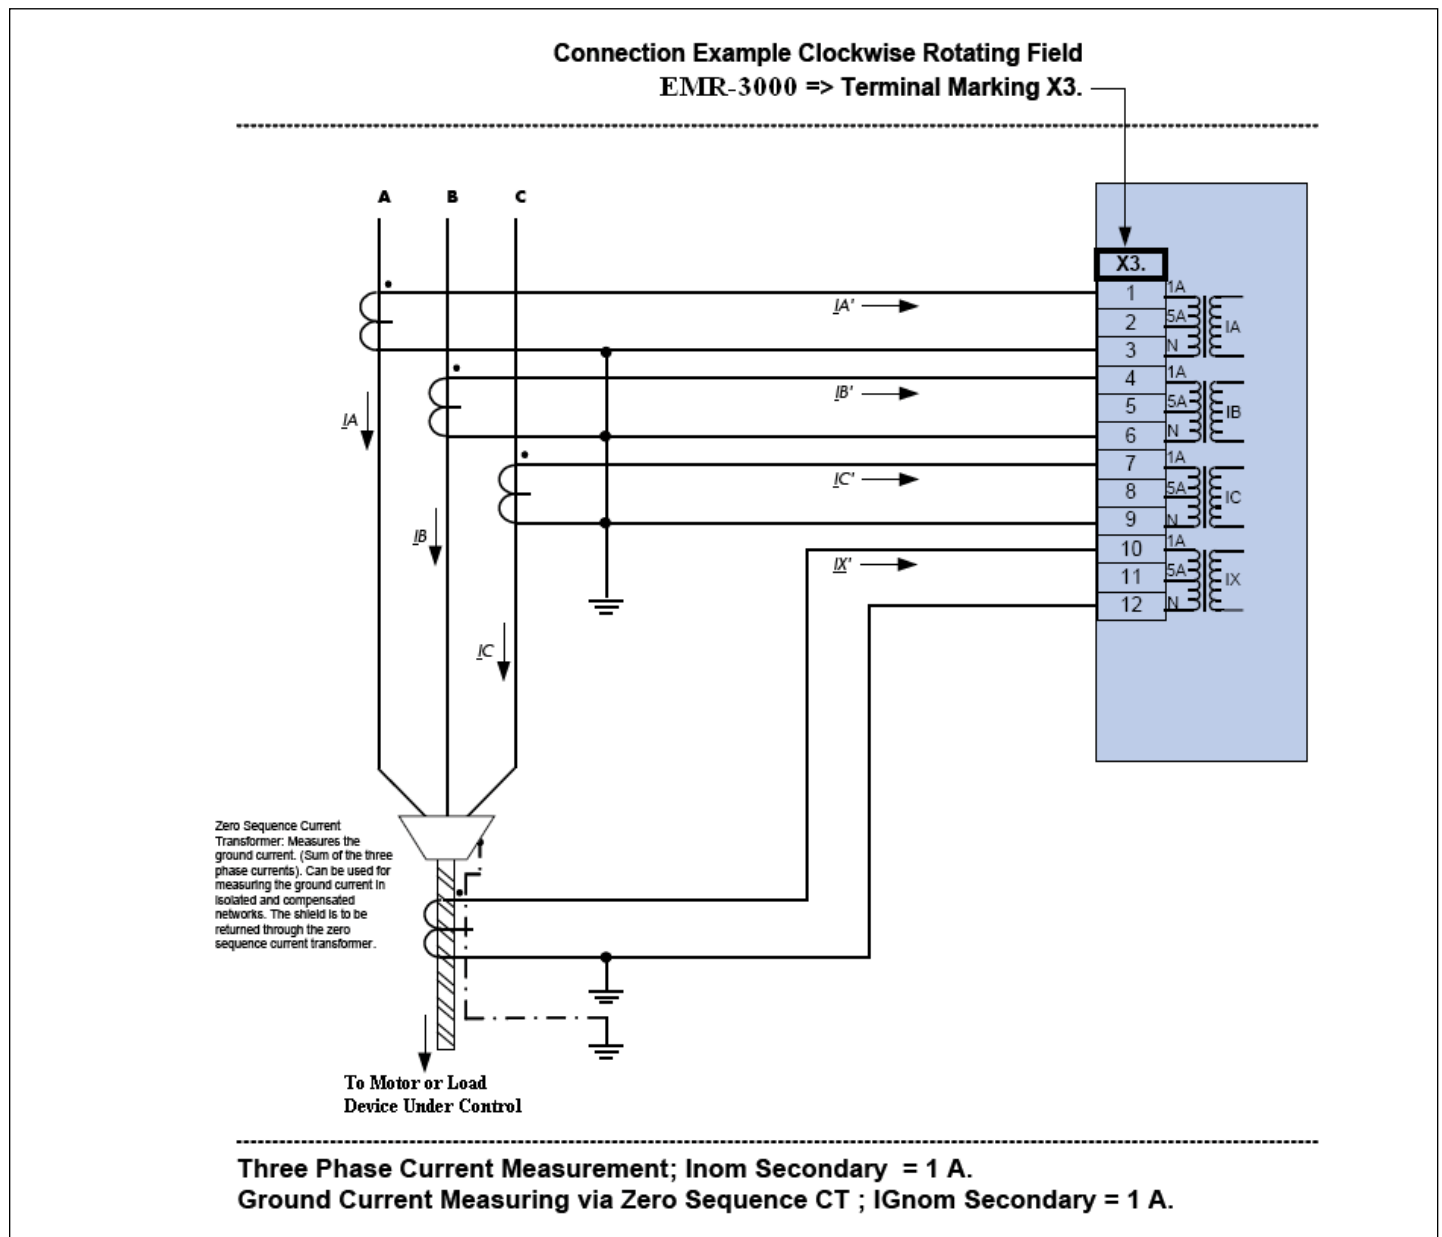 Connection Example Clockwise Rotating Field
EMR-3000 => Terminal Marking X3.
A B C
X3.
1 1A
2 5A IA
3 N
4 1A
5 5A IB
6 N
7 1A
8 5A IC
9 N
10 1A
11 5A IX
12 N
IA'
IB'
IC'
IX'
IA
IB
IC
Zero Sequence Current
Transformer: Measures the
ground current. (Sum of the three
phase currents). Can be used for
measuring the ground current in
isolated and compensated
networks. The shield is to be
returned through the zero
sequence current transformer.
To Motor or Load
Device Under Control
Three Phase Current Measurement; Inom Secondary = 1 A.
Ground Current Measuring via Zero Sequence CT ; IGnom Secondary = 1 A.